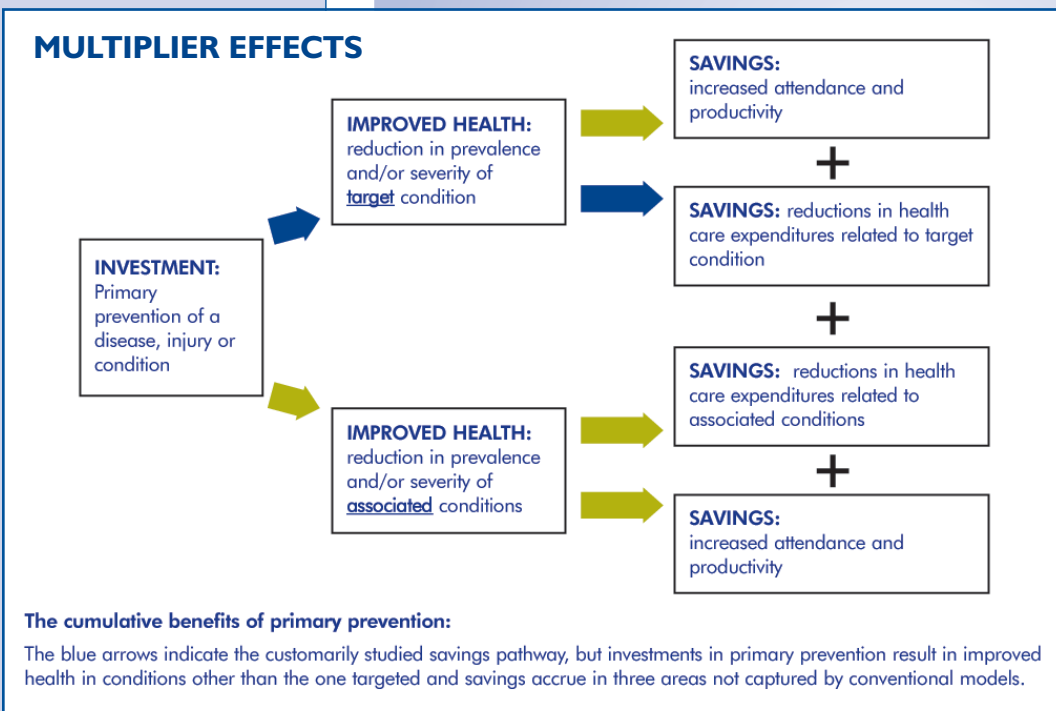 MULTIPLIER EFFECTS
INVESTMENT:
Primary
prevention of a
disease, injury or
condition
IMPROVED HEALTH:
reduction in prevalence
and/or severity of
target condition
SAVINGS:
increased attendance and
productivity
+
SAVINGS: reductions in health
care expenditures related to target
condition
+
IMPROVED HEALTH:
reduction in prevalence
and/or severity of
associated conditions
SAVINGS: reductions in health
care expenditures related to
associated conditions
+
SAVINGS:
increased attendance and
productivity
The cumulative benefits of primary prevention:
The blue arrows indicate the customarily studied savings pathway, but investments in primary prevention result in improved
health in conditions other than the one targeted and savings accrue in three areas not captured by conventional models.